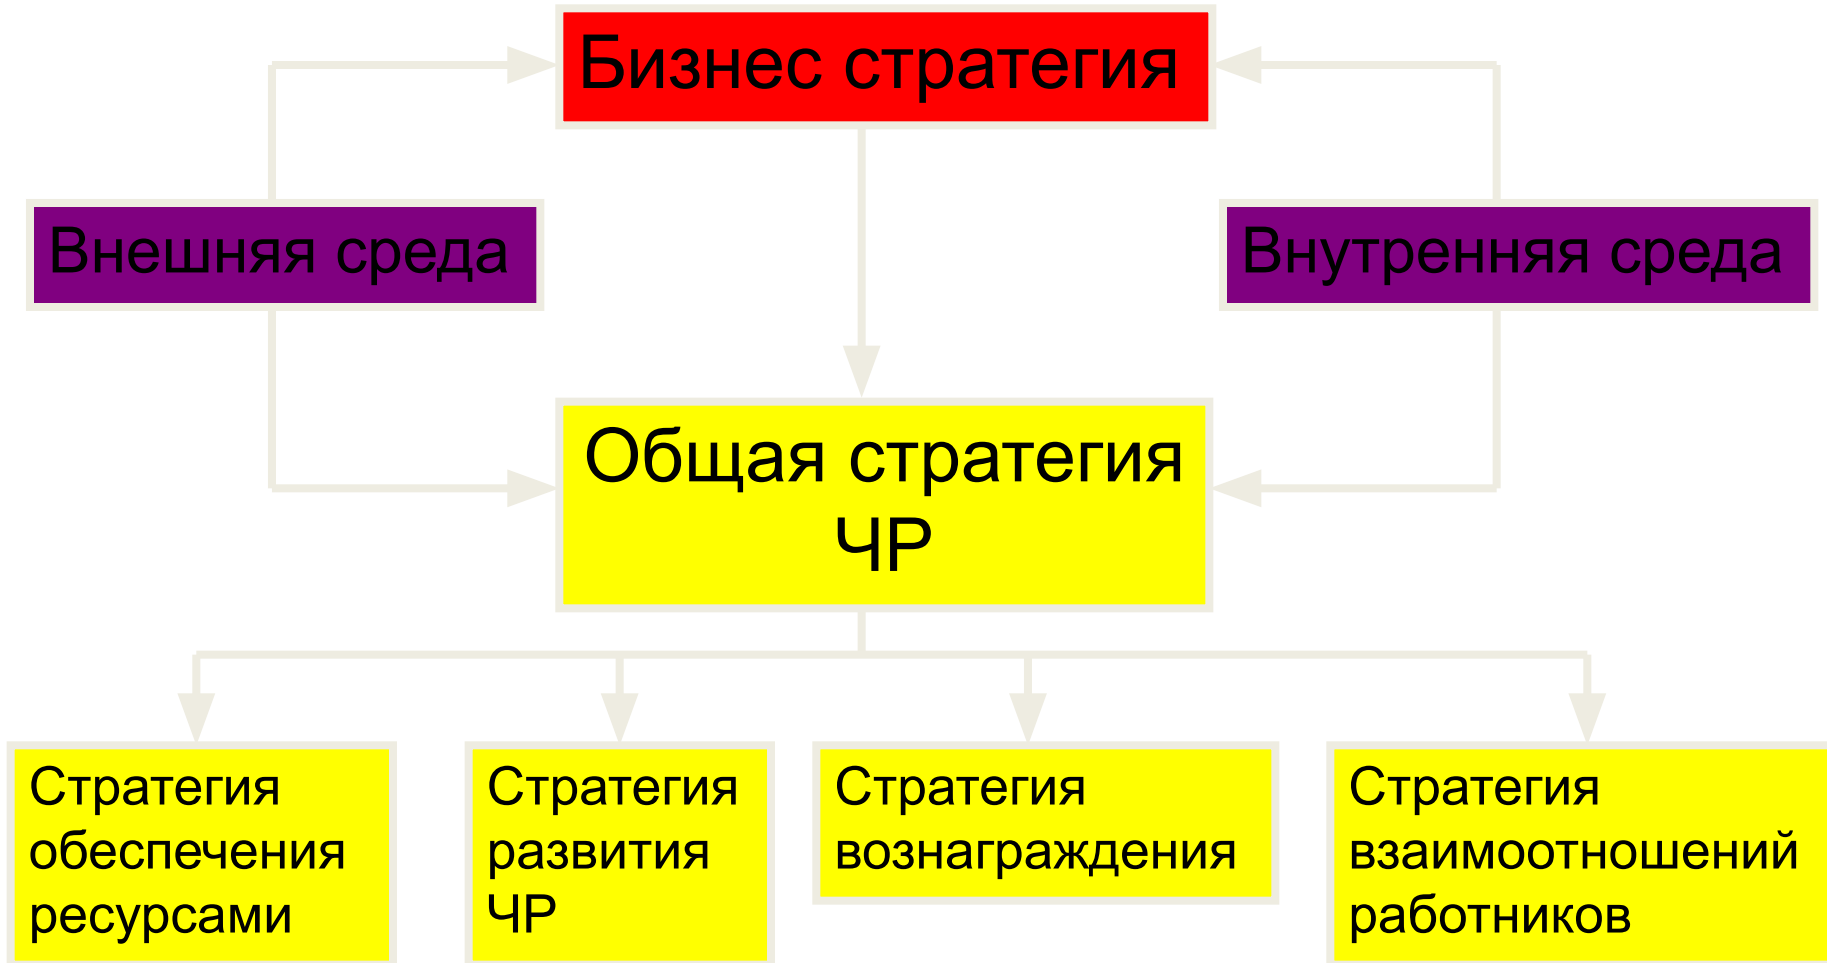 Бизнес стратегия
Внешняя среда
Внутренняя среда
Общая стратегия
ЧР
Стратегия
обеспечения
ресурсами
Стратегия
развития
ЧР
Стратегия
вознаграждения
Стратегия
взаимоотношений
работников